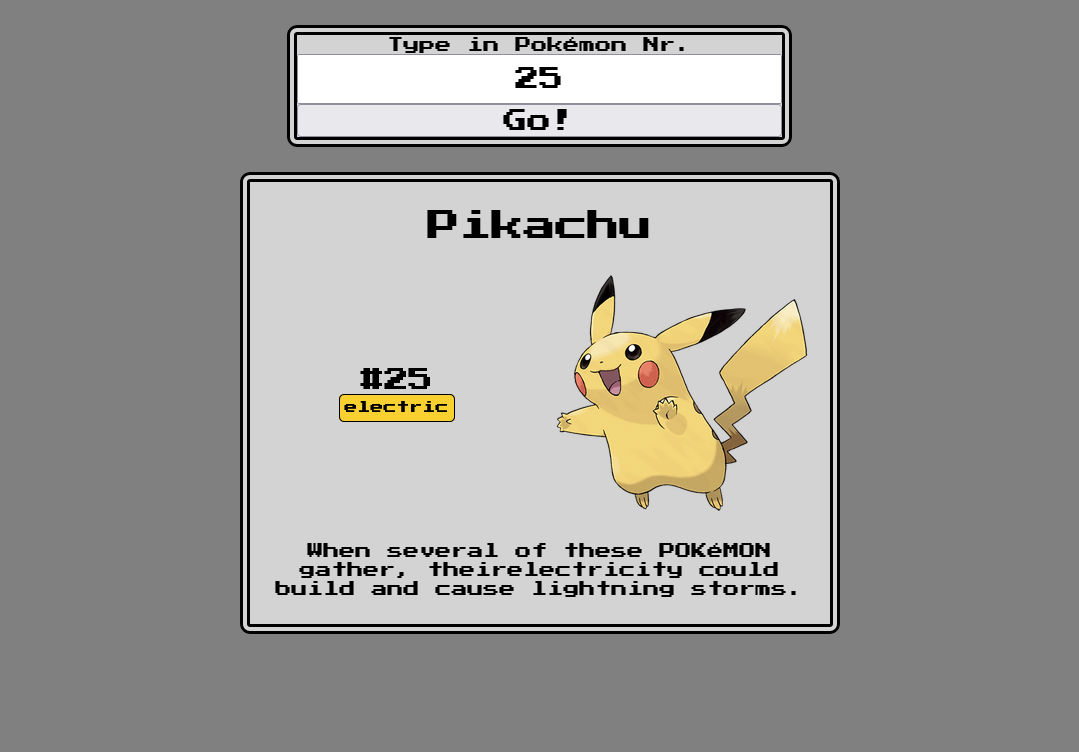 Type in Pokémon Nr.
25
Go!
Pikachu
#25
electric
When several of these POKéMON
gather, theirelectricity could
build and cause lightning storms.